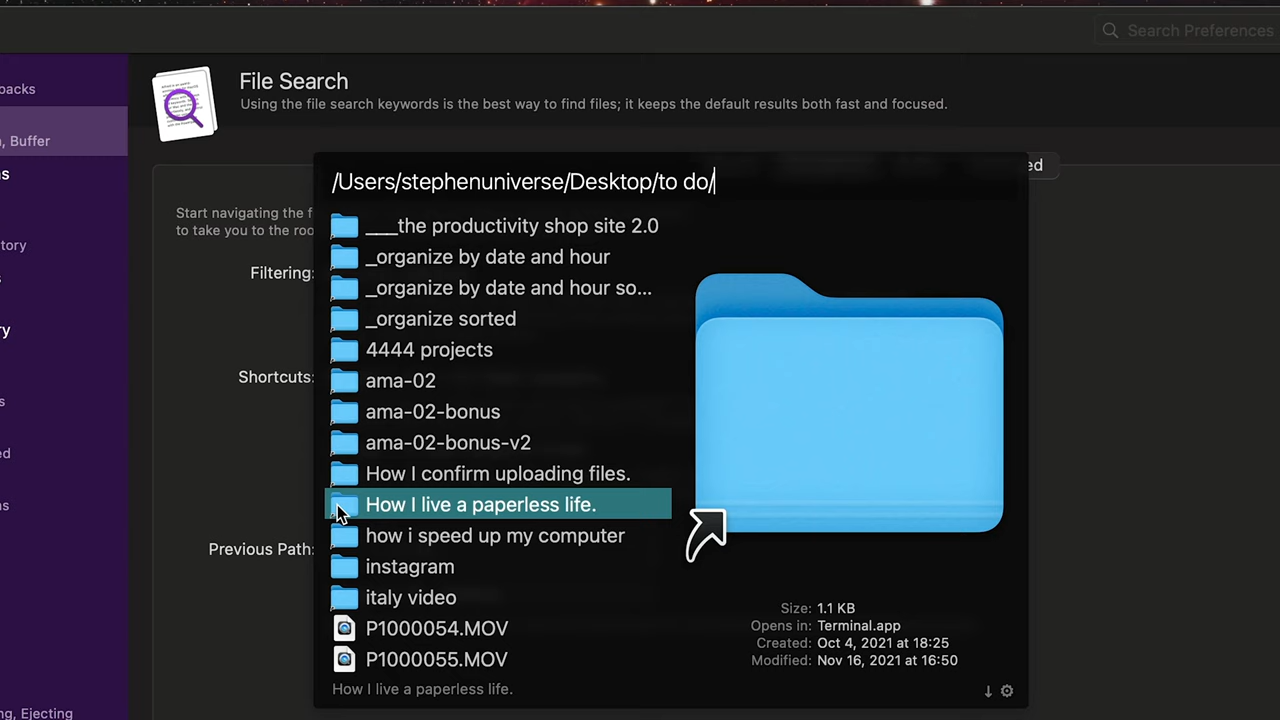 Search Preferences
File Search
Using the file search keywords is the best way to find files; it keeps the default results both fast and focused.
backs
, Buffer
s
tory
s
ry
s
ed
ns
ng, Ejecting
Start navigating the f
to take you to the roo
Filtering:
Shortcuts:
Previous Path:
ed
/Users/stephenuniverse/Desktop/to do/
___the productivity shop site 2.0
_organize by date and hour
_organize by date and hour so...
_organize sorted
4444 projects
ama-02
ama-02-bonus
ama-02-bonus-v2
How I confirm uploading files.
How I live a paperless life.
how i speed up my computer
instagram
italy video
P1000054.MOV
P1000055.MOV
How I live a paperless life.
Size: 1.1 KB
Opens in: Terminal.app
Created: Oct 4, 2021 at 18:25
Modified: Nov 16, 2021 at 16:50